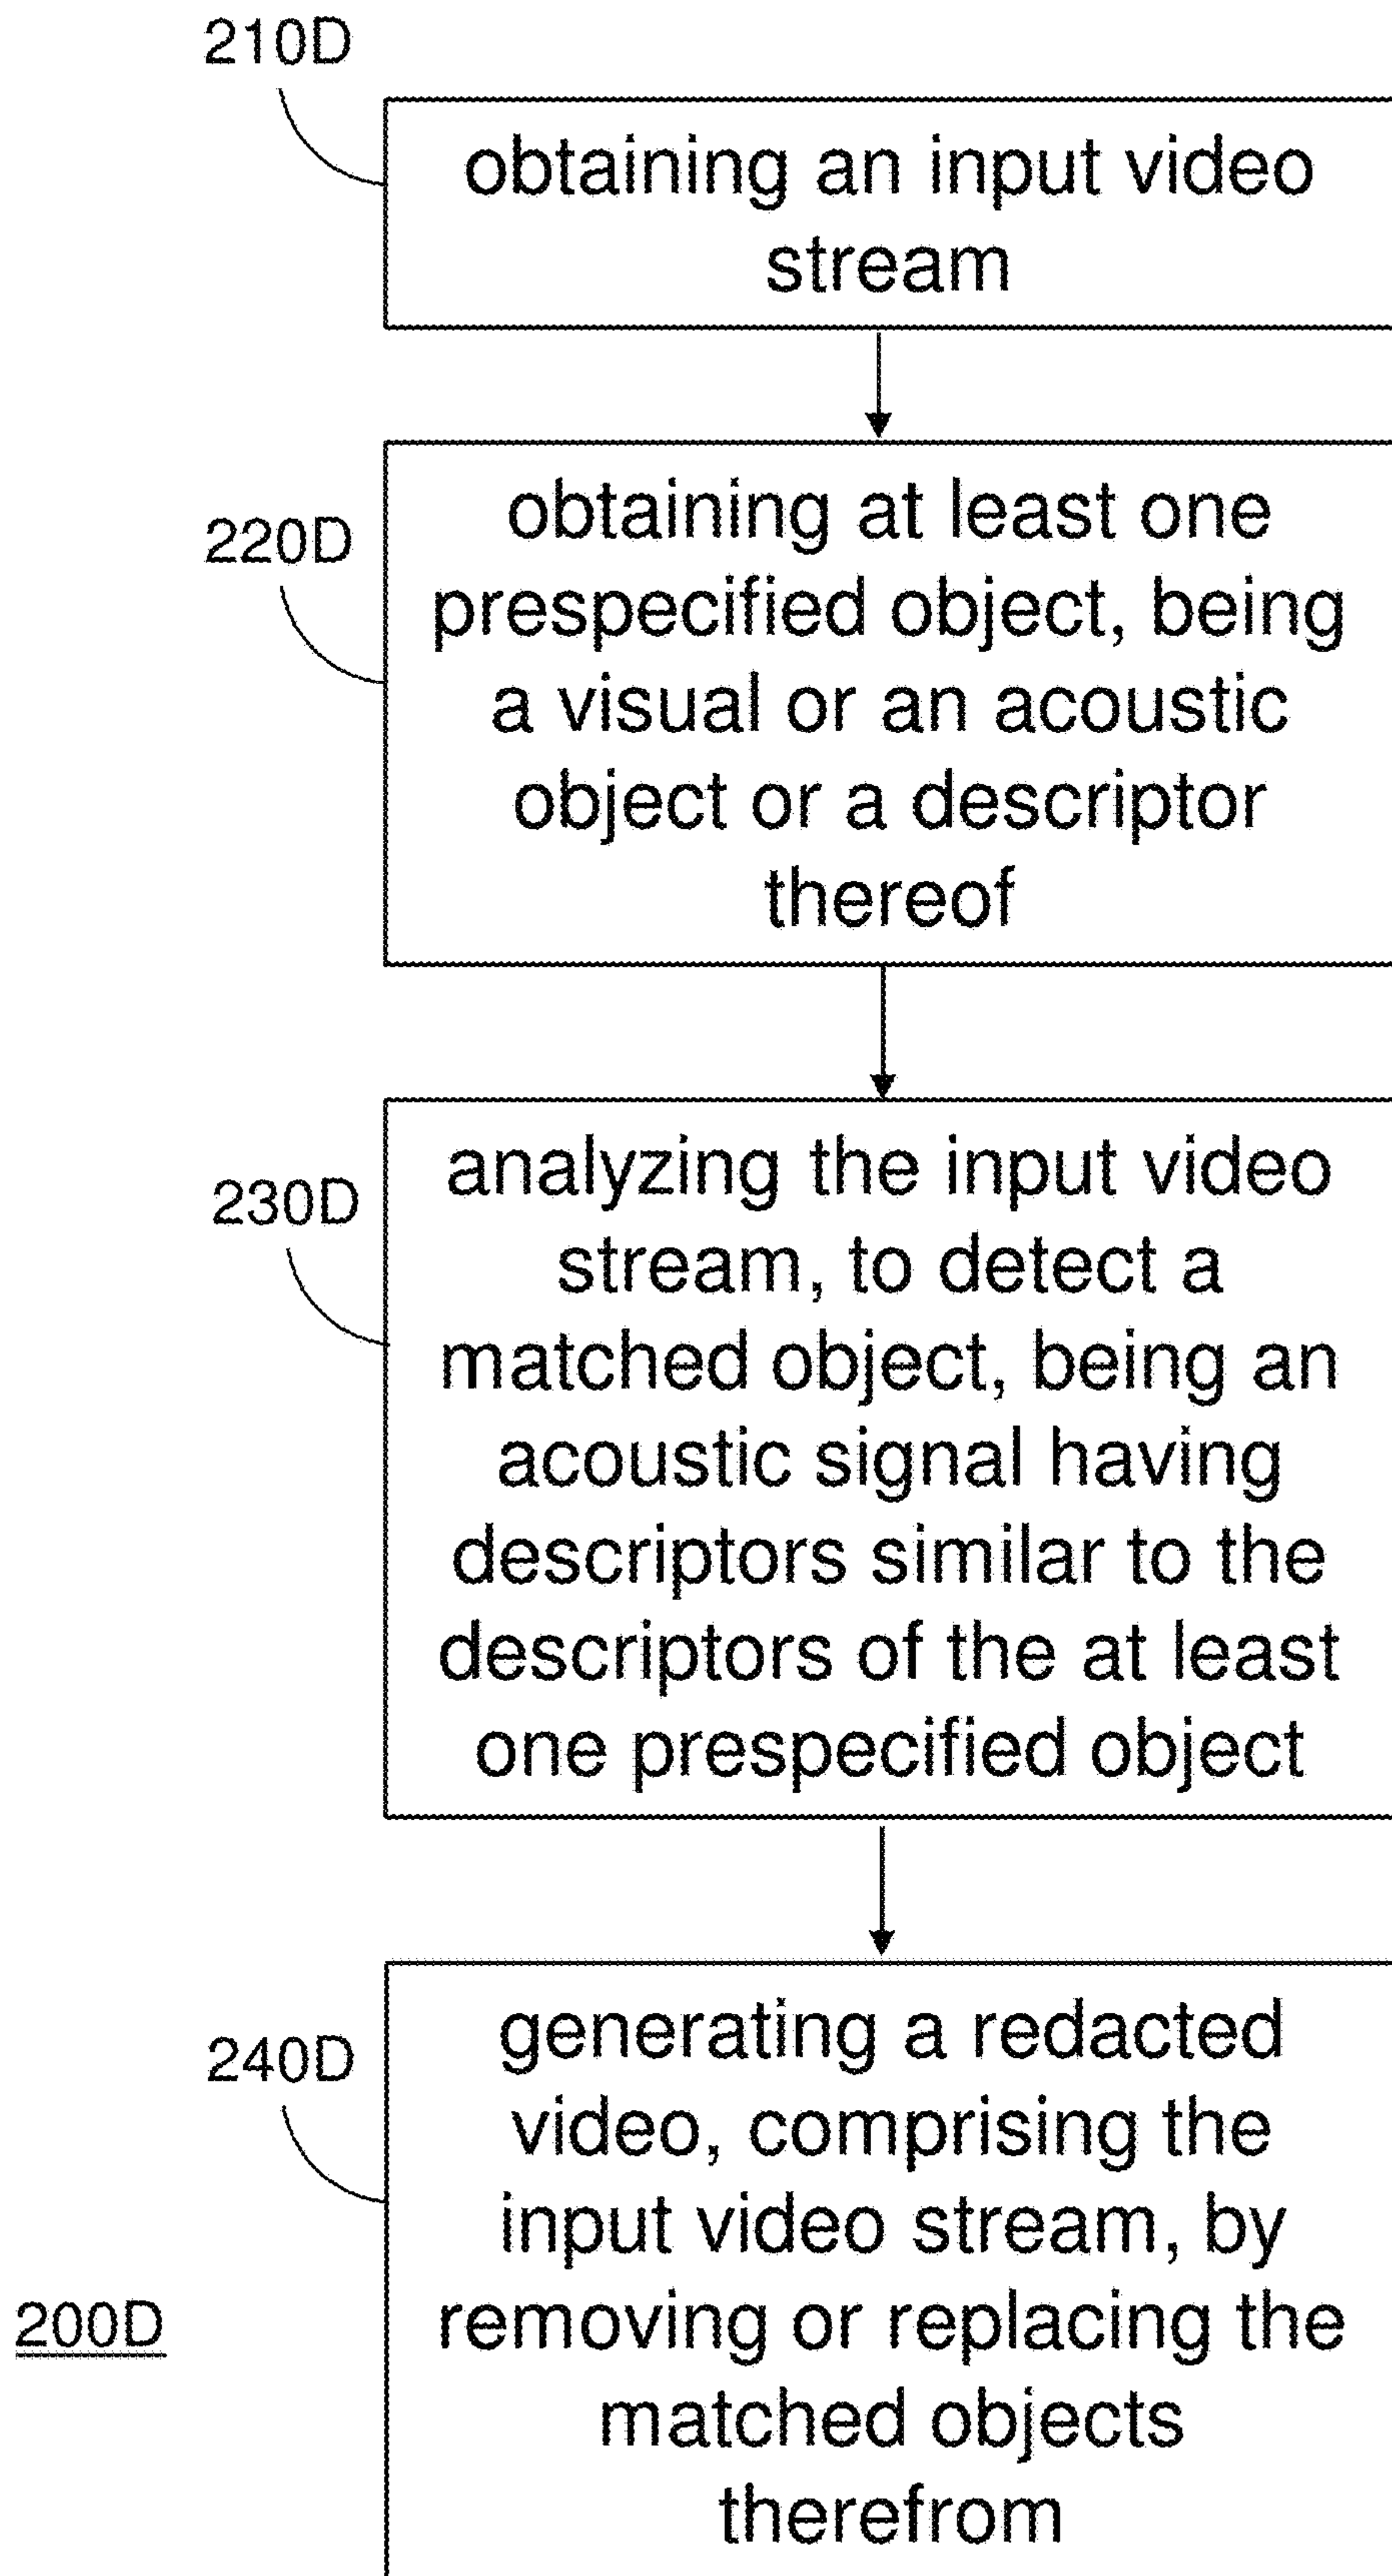 210D
obtaining an input video
stream
220D
obtaining at least one
prespecified object, being
a visual or an acoustic
object or a descriptor
thereof
230D
analyzing the input video
stream, to detect a
matched object, being an
acoustic signal having
descriptors similar to the
descriptors of the at least
one prespecified object
240D
generating a redacted
video, comprising the
input video stream, by
removing or replacing the
matched objects
therefrom
200D